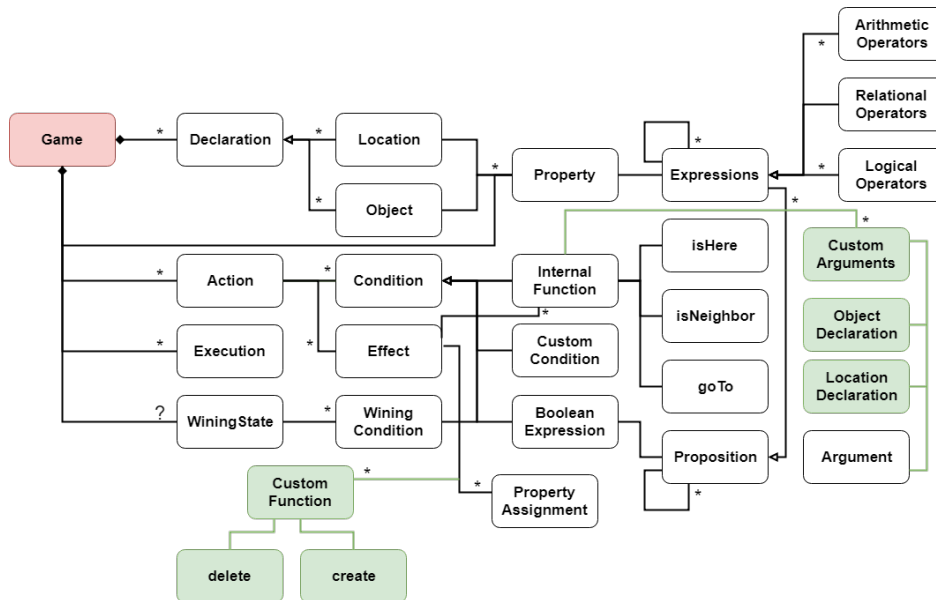 Arithmetic
Operators
*
Relational
Operators
Game
*
Declaration
*
Location
*
Property
*
Expressions
*
Logical
Operators
*
Object
*
*
Custom
Arguments
isHere
*
Action
*
Condition
Internal
Function
*
isNeighbor
Object
Declaration
*
Execution
*
Effect
Custom
Condition
goTo
Location
Declaration
?
WiningState
*
Wining
Condition
Boolean
Expression
Proposition
*
Argument
*
Custom
Function
*
Property
Assignment
delete
create